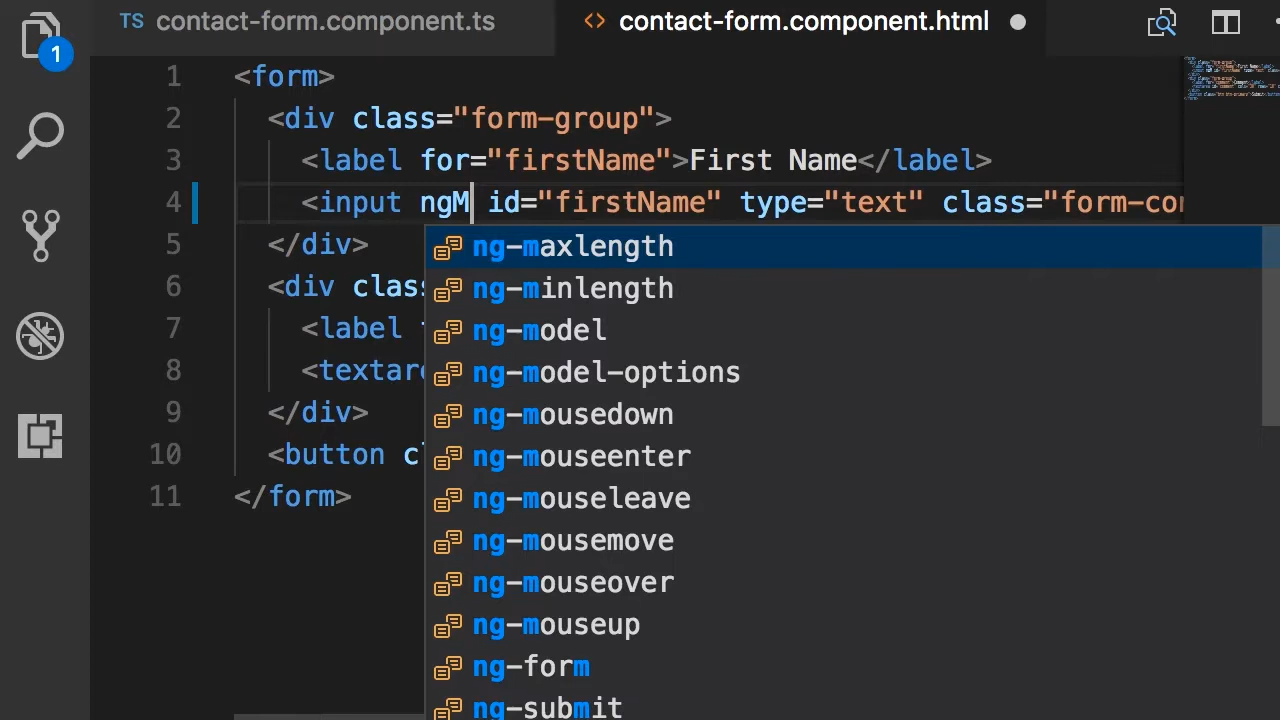 TS contact-form.component.ts <> contact-form.component.html
1
1 <form>
2 <div class="form-group">
3 <label for="firstName">First Name</label>
4 <input ngM id="firstName" type="text" class="form-co
5 </div>
6 <div clas
7 <label
8 <textar
9 </div>
10 <button c
11 </form>
ng-maxlength
ng-minlength
ng-model
ng-model-options
ng-mousedown
ng-mouseenter
ng-mouseleave
ng-mousemove
ng-mouseover
ng-mouseup
ng-form
ng-submit